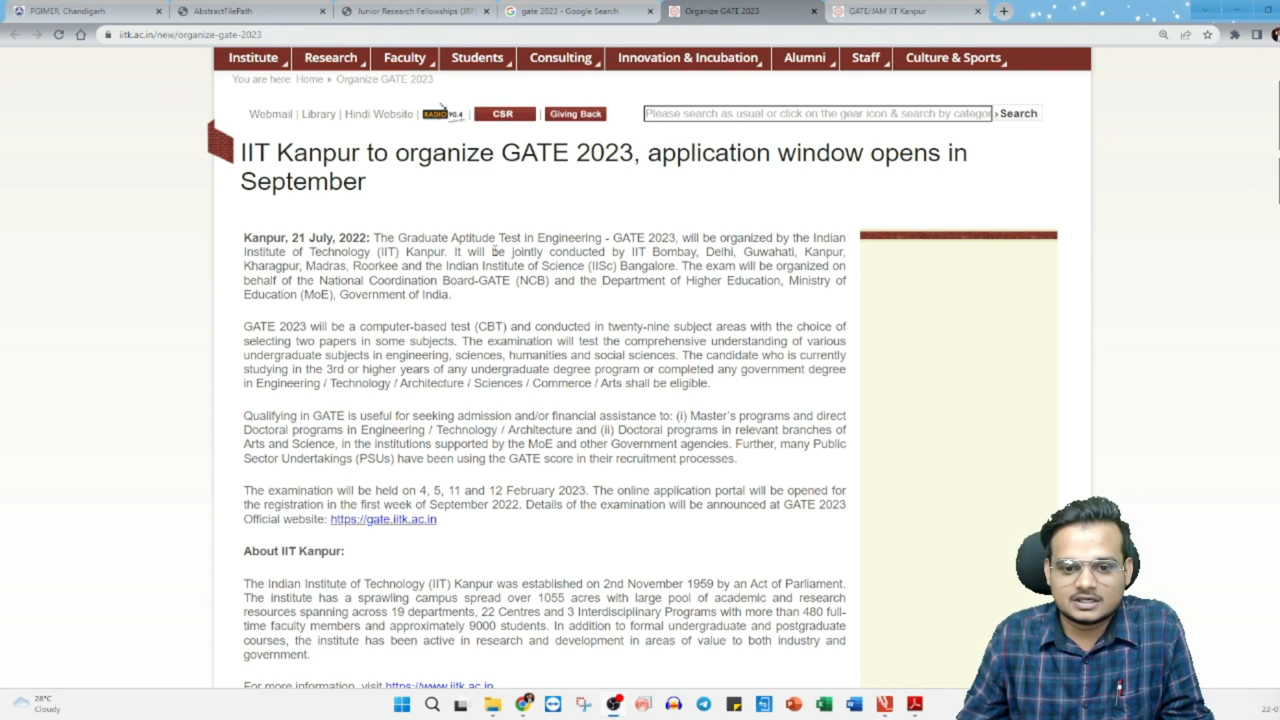 PGIMER, Chandigarh
AbstractFilePath
Junior Research Fellowships (JRF
gate 2023 - Google Search
Organize GATE 2023
GATE/JAM IIT Kanpur
iitk.ac.in/new/organize-gate-2023
Institute Research Faculty Students Consulting Innovation & Incubation Alumni Staff Culture & Sports
You are here: Home Organize GATE 2023
Webmail | Library | Hindi Website | RADIO 90.4 | CSR | Giving Back
Please search as usual or click on the gear icon & search by categor Search
IIT Kanpur to organize GATE 2023, application window opens in
September
Kanpur, 21 July, 2022: The Graduate Aptitude Test in Engineering - GATE 2023, will be organized by the Indian
Institute of Technology (IIT) Kanpur. It will be jointly conducted by IIT Bombay, Delhi, Guwahati, Kanpur,
Kharagpur, Madras, Roorkee and the Indian Institute of Science (IISc) Bangalore. The exam will be organized on
behalf of the National Coordination Board-GATE (NCB) and the Department of Higher Education, Ministry of
Education (MoE), Government of India.
GATE 2023 will be a computer-based test (CBT) and conducted in twenty-nine subject areas with the choice of
selecting two papers in some subjects. The examination will test the comprehensive understanding of various
undergraduate subjects in engineering, sciences, humanities and social sciences. The candidate who is currently
studying in the 3rd or higher years of any undergraduate degree program or completed any government degree
in Engineering / Technology / Architecture / Sciences / Commerce / Arts shall be eligible.
Qualifying in GATE is useful for seeking admission and/or financial assistance to: (i) Master's programs and direct
Doctoral programs in Engineering / Technology / Architecture and (ii) Doctoral programs in relevant branches of
Arts and Science, in the institutions supported by the MoE and other Government agencies. Further, many Public
Sector Undertakings (PSUs) have been using the GATE score in their recruitment processes.
The examination will be held on 4, 5, 11 and 12 February 2023. The online application portal will be opened for
the registration in the first week of September 2022. Details of the examination will be announced at GATE 2023
Official website: https://gate.iitk.ac.in
About IIT Kanpur:
The Indian Institute of Technology (IIT) Kanpur was established on 2nd November 1959 by an Act of Parliament.
The institute has a sprawling campus spread over 1055 acres with large pool of academic and research
resources spanning across 19 departments, 22 Centres and 3 Interdisciplinary Programs with more than 480 full-
time faculty members and approximately 9000 students. In addition to formal undergraduate and postgraduate
courses, the institute has been active in research and development in areas of value to both industry and
government.
For more information, visit https://www.iitk.ac.in
28°C
Cloudy
22-0